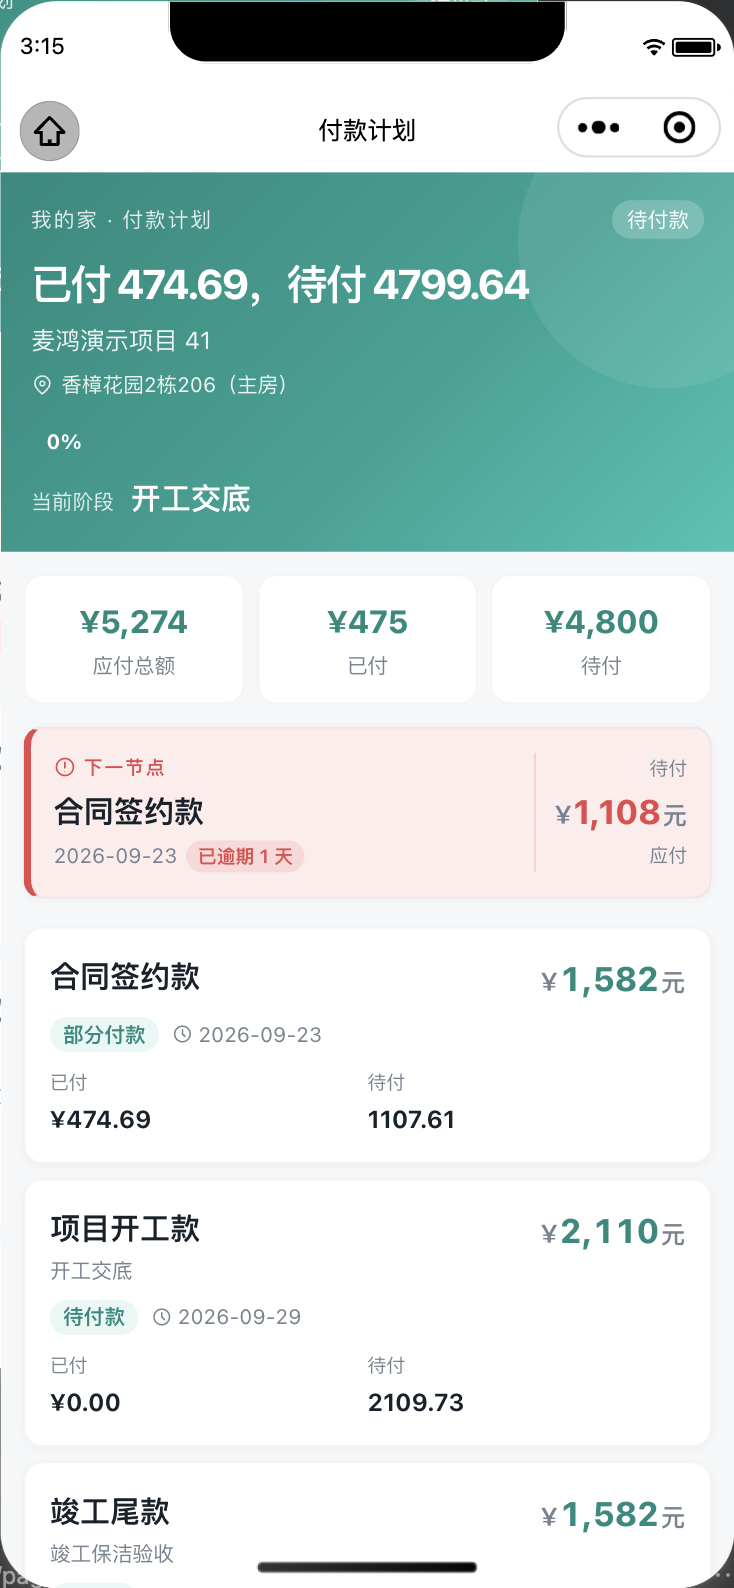 3:15
付款计划
我的家 · 付款计划
待付款
已付 474.69，待付 4799.64
麦鸿演示项目 41
香樟花园2栋206（主房）
0%
当前阶段 开工交底
¥5,274
应付总额
¥475
已付
¥4,800
待付
下一节点
合同签约款
2026-09-23 已逾期 1 天
待付
¥1,108元
应付
合同签约款
¥1,582元
部分付款 2026-09-23
已付
¥474.69
待付
1107.61
项目开工款
¥2,110元
开工交底
待付款 2026-09-29
已付
¥0.00
待付
2109.73
竣工尾款
¥1,582元
竣工保洁验收